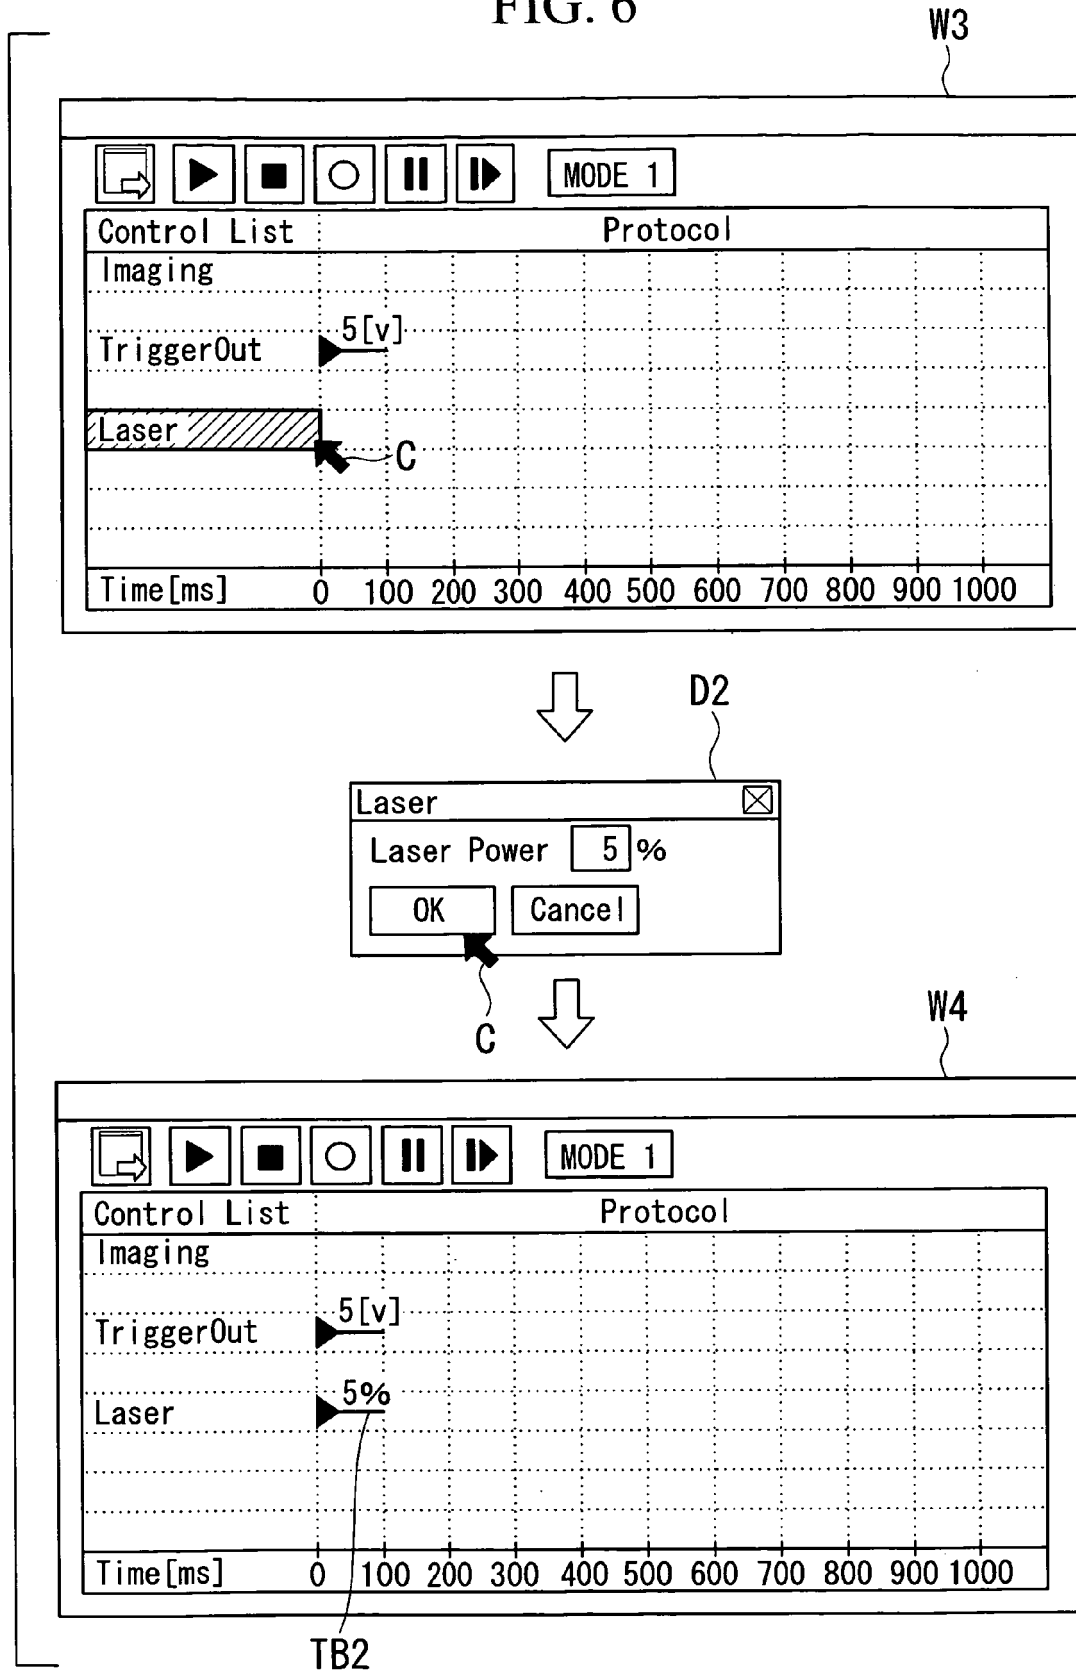 FIG. 6
W3
MODE 1
Control List Protocol
Imaging
5[v]
TriggerOut
Laser
C
Time[ms] 0 100 200 300 400 500 600 700 800 900 1000
D2
Laser
Laser Power 5 %
OK Cancel
C
W4
MODE 1
Control List Protocol
Imaging
5[v]
TriggerOut
5%
Laser
Time[ms] 0 100 200 300 400 500 600 700 800 900 1000
TB2